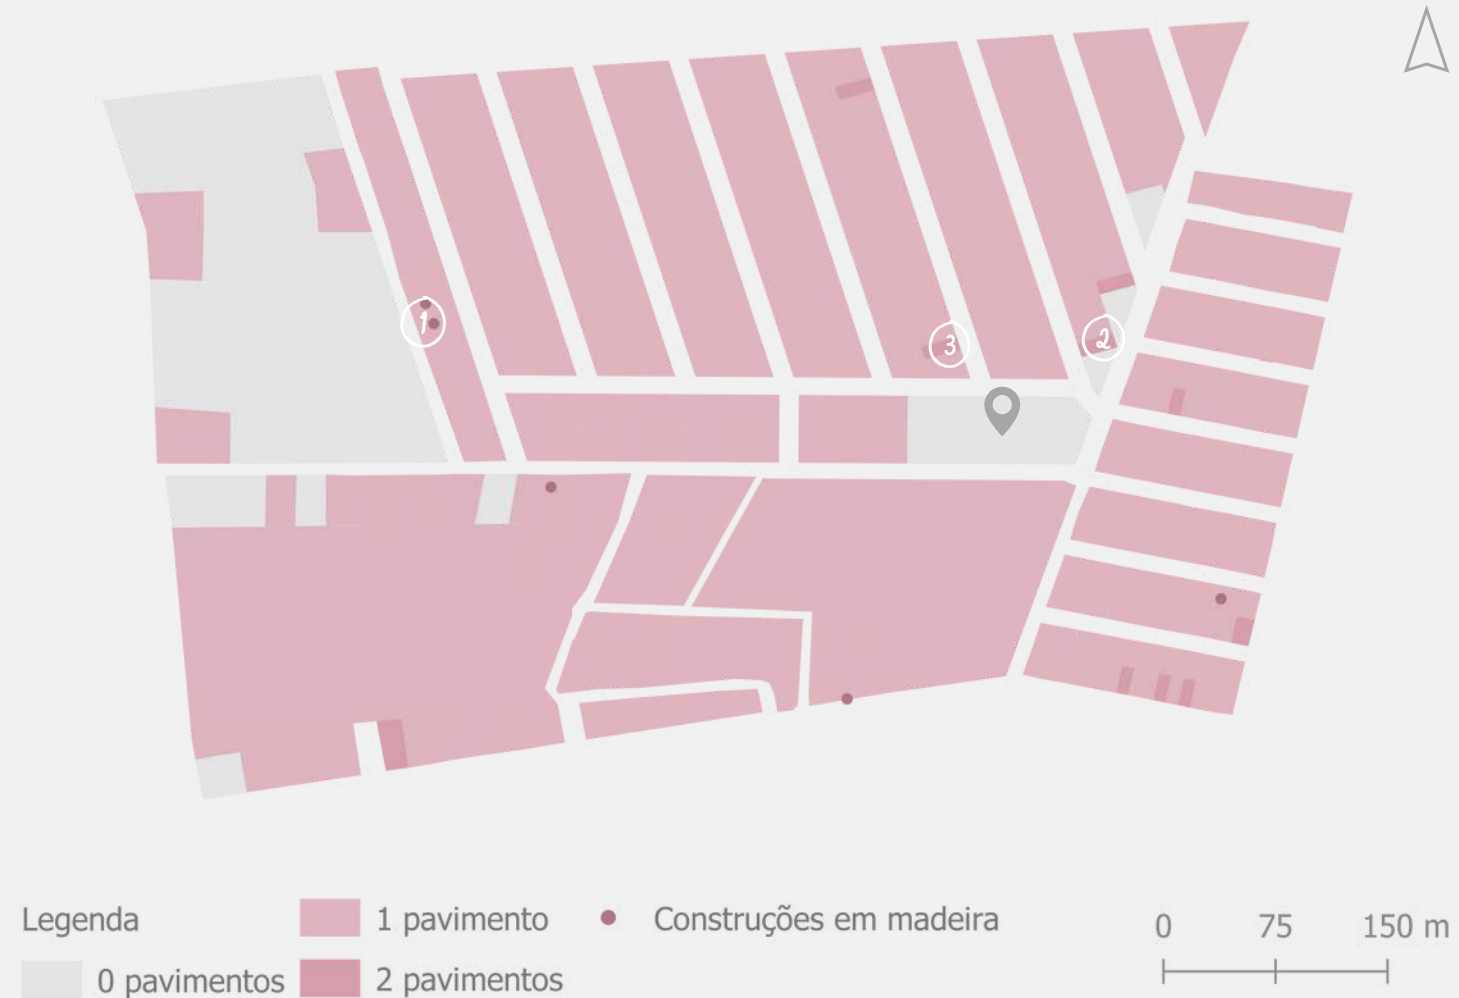 1
2
3
Legenda
1 pavimento
Construções em madeira
0 75 150 m
0 pavimentos
2 pavimentos